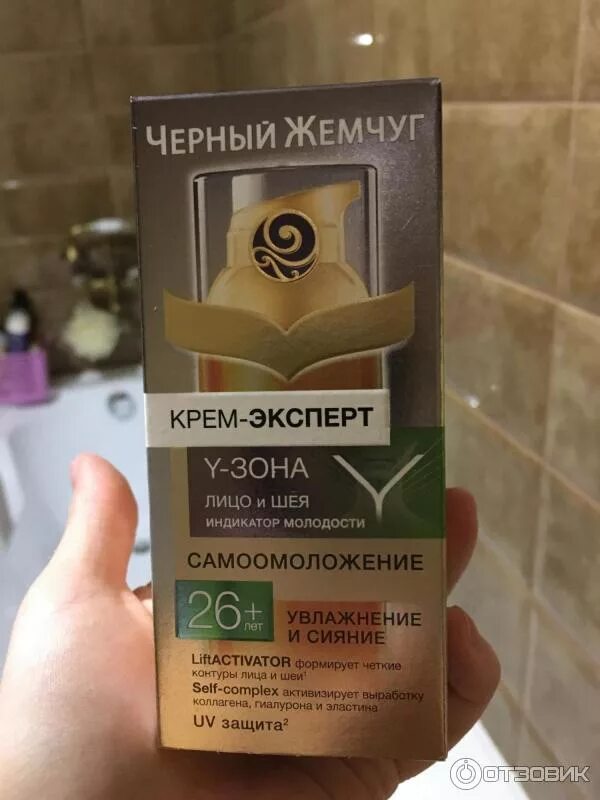 ЧЕРНЫЙ ЖЕМЧУГ
КРЕМ-ЭКСПЕРТ
Y-ЗОНА
ЛИЦО и ШЕЯ
ИНДИКАТОР МОЛОДОСТИ
Y
САМООМОЛОЖЕНИЕ
26+
лет
УВЛАЖНЕНИЕ
И СИЯНИЕ
LiftACTIVATOR формирует четкие
контуры лица и шеи¹
Self-complex активизирует выработку
коллагена, гиалурона и эластина
UV защита²
ОТЗОВИК